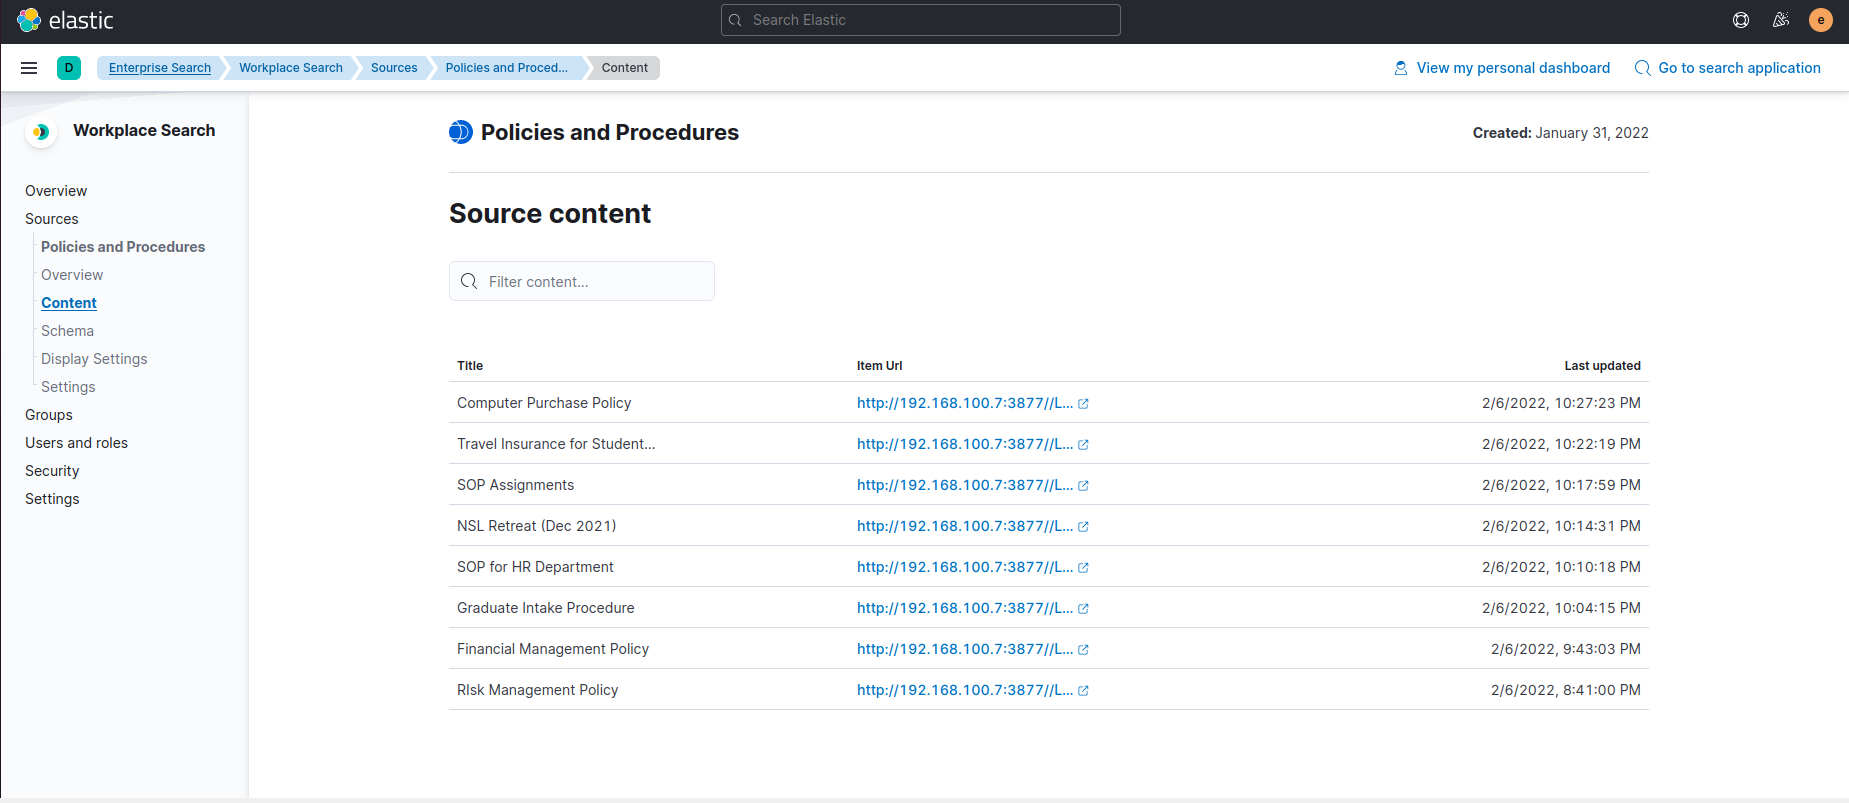 elastic
Search Elastic
e
D
Enterprise Search
Workplace Search
Sources
Policies and Proced...
Content
View my personal dashboard
Go to search application
Workplace Search
Overview
Sources
Policies and Procedures
Overview
Content
Schema
Display Settings
Settings
Groups
Users and roles
Security
Settings
Policies and Procedures
Created: January 31, 2022
Source content
Filter content...
Title Item Url Last updated
Computer Purchase Policy http://192.168.100.7:3877//L... 2/6/2022, 10:27:23 PM
Travel Insurance for Student... http://192.168.100.7:3877//L... 2/6/2022, 10:22:19 PM
SOP Assignments http://192.168.100.7:3877//L... 2/6/2022, 10:17:59 PM
NSL Retreat (Dec 2021) http://192.168.100.7:3877//L... 2/6/2022, 10:14:31 PM
SOP for HR Department http://192.168.100.7:3877//L... 2/6/2022, 10:10:18 PM
Graduate Intake Procedure http://192.168.100.7:3877//L... 2/6/2022, 10:04:15 PM
Financial Management Policy http://192.168.100.7:3877//L... 2/6/2022, 9:43:03 PM
RIsk Management Policy http://192.168.100.7:3877//L... 2/6/2022, 8:41:00 PM